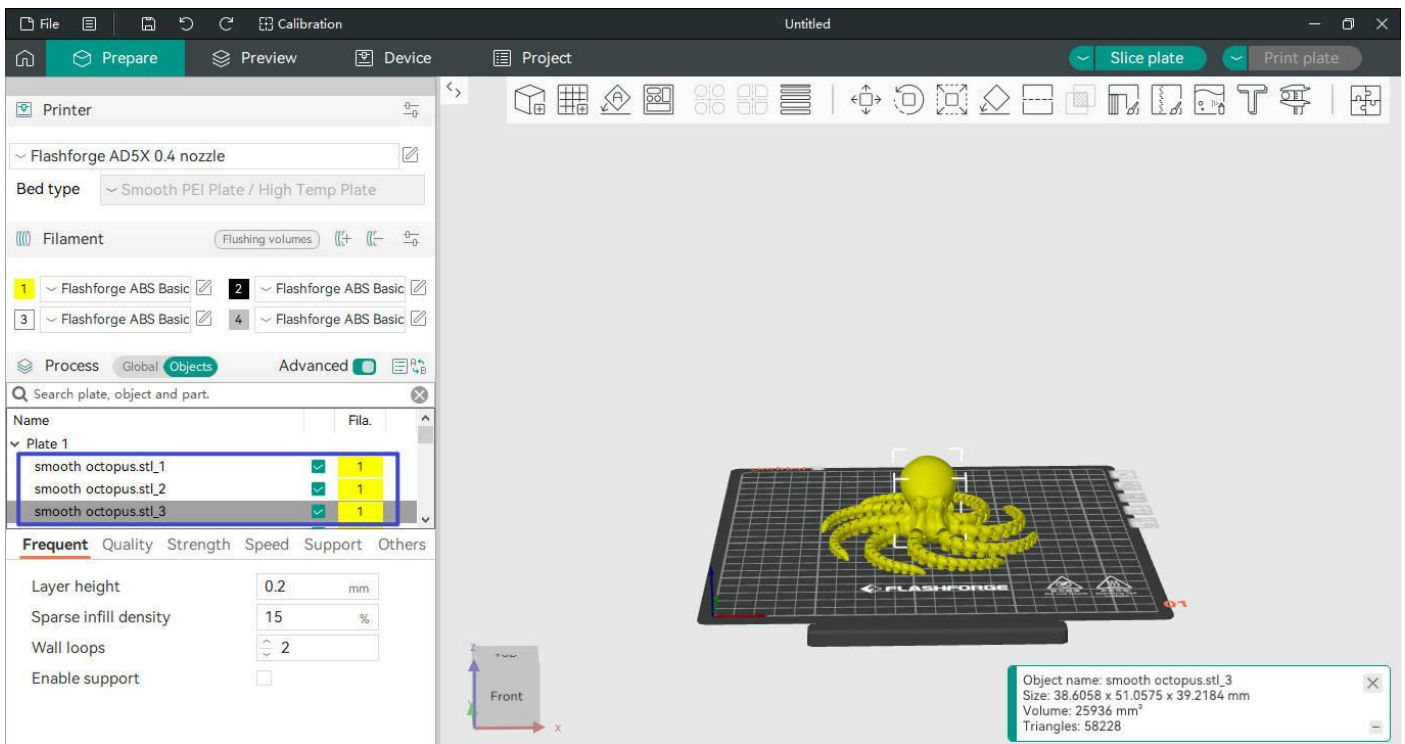 File Calibration Untitled
Prepare Preview Device Project Slice plate Print plate
Printer
Flashforge AD5X 0.4 nozzle
Bed type Smooth PEI Plate / High Temp Plate
Filament Flushing volumes
1 Flashforge ABS Basic 2 Flashforge ABS Basic
3 Flashforge ABS Basic 4 Flashforge ABS Basic
Process Global Objects Advanced
Search plate, object and part.
Name Fila.
Plate 1
smooth octopus.stl_1 1
smooth octopus.stl_2 1
smooth octopus.stl_3 1
Frequent Quality Strength Speed Support Others
Layer height 0.2 mm
Sparse infill density 15 %
Wall loops 2
Enable support
FLASHFORGE
01
z
Front
x
Object name: smooth octopus.stl_3
Size: 38.6058 x 51.0575 x 39.2184 mm
Volume: 25936 mm³
Triangles: 58228